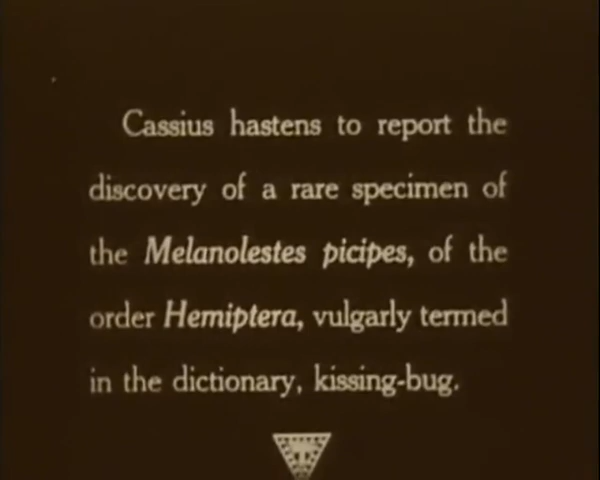 Cassius hastens to report the
discovery of a rare specimen of
the Melanolestes picipes, of the
order Hemiptera, vulgarly termed
in the dictionary, kissing-bug.